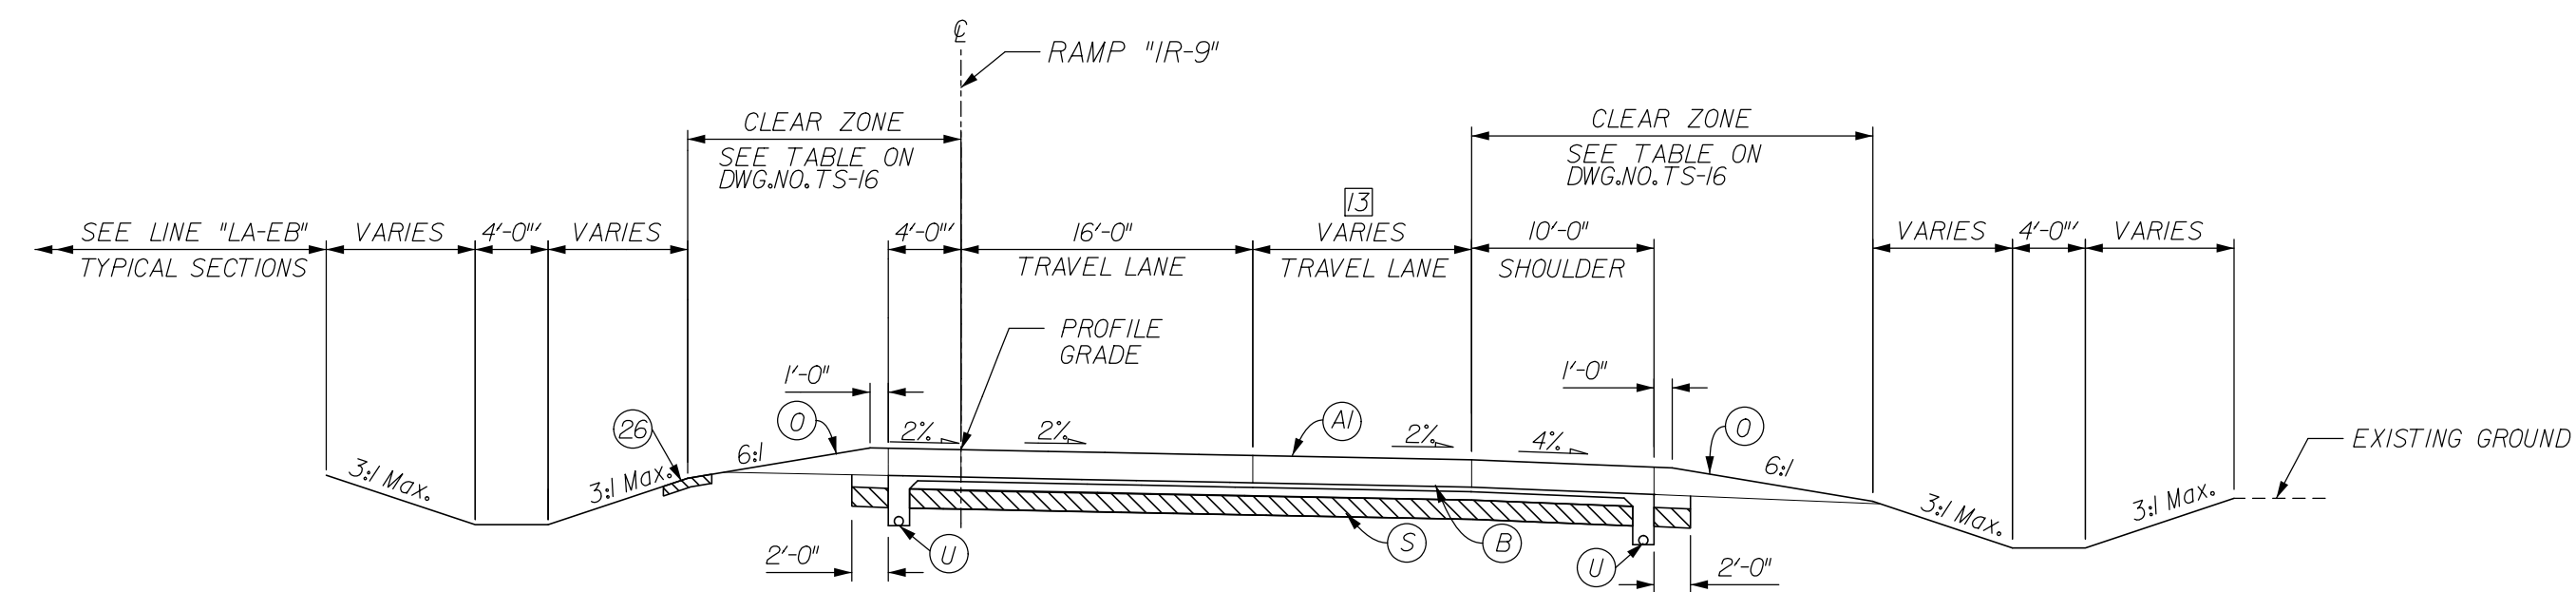 ℄
RAMP "IR-9"
CLEAR ZONE
SEE TABLE ON
DWG.NO.TS-16
CLEAR ZONE
SEE TABLE ON
DWG.NO.TS-16
13
SEE LINE "LA-EB"
TYPICAL SECTIONS
VARIES
4'-0"'
VARIES
4'-0"'
16'-0"
TRAVEL LANE
VARIES
TRAVEL LANE
10'-0"
SHOULDER
VARIES
4'-0"'
VARIES
PROFILE
GRADE
1'-0"
1'-0"
26
O
A1
O
2%
2%
2%
4%
EXISTING GROUND
3:1 Max.
3:1 Max.
6:1
6:1
3:1 Max.
3:1 Max.
2'-0"
U
S
B
U
2'-0"